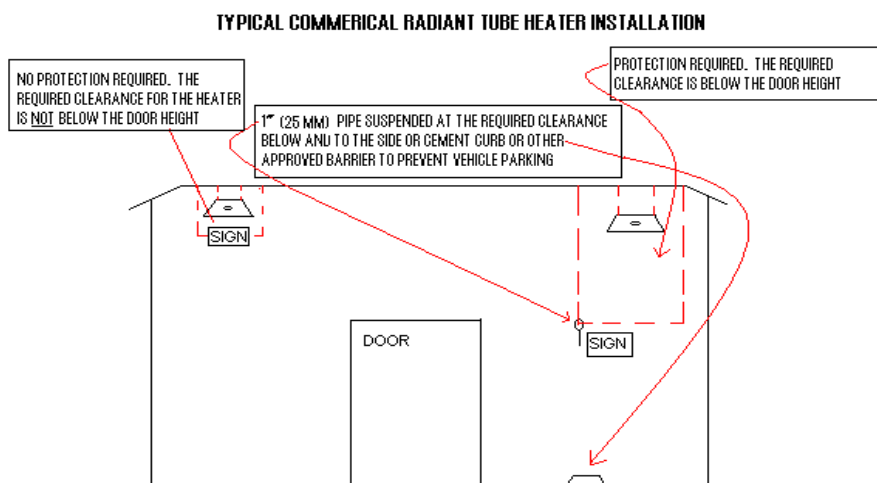 TYPICAL COMMERICAL RADIANT TUBE HEATER INSTALLATION
NO PROTECTION REQUIRED. THE
REQUIRED CLEARANCE FOR THE HEATER
IS NOT BELOW THE DOOR HEIGHT
PROTECTION REQUIRED. THE REQUIRED
CLEARANCE IS BELOW THE DOOR HEIGHT
1" (25 MM) PIPE SUSPENDED AT THE REQUIRED CLEARANCE
BELOW AND TO THE SIDE OR CEMENT CURB OR OTHER
APPROVED BARRIER TO PREVENT VEHICLE PARKING
SIGN
DOOR
SIGN